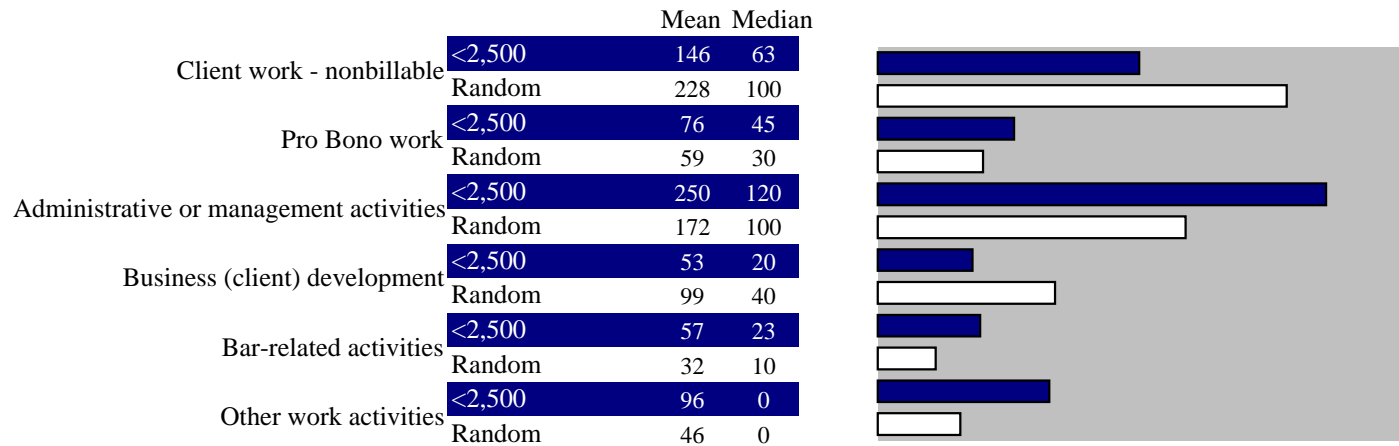 Mean Median
Client work - nonbillable
<2,500 146 63
Random 228 100
Pro Bono work
<2,500 76 45
Random 59 30
Administrative or management activities
<2,500 250 120
Random 172 100
Business (client) development
<2,500 53 20
Random 99 40
Bar-related activities
<2,500 57 23
Random 32 10
Other work activities
<2,500 96 0
Random 46 0